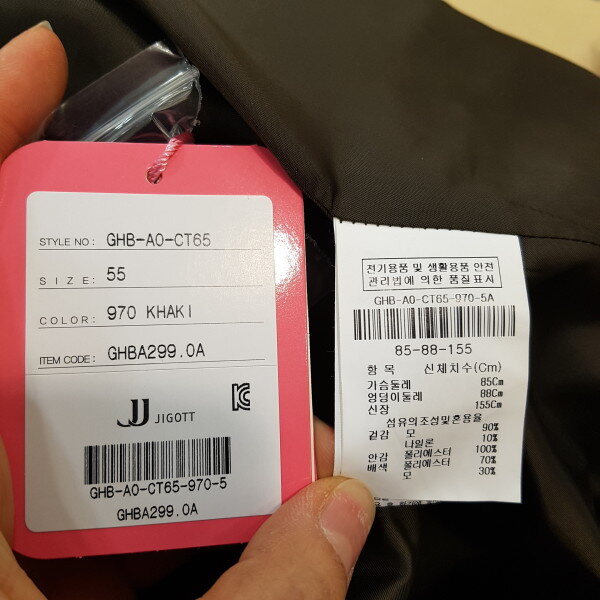 STYLE NO: GHB-A0-CT65
SIZE: 55
COLOR: 970 KHAKI
ITEM CODE: GHBA299.0A
JJ JIGOTT
GHB-A0-CT65-970-5
GHBA299.0A
전기용품 및 생활용품 안전
관리법에 의한 품질표시
GHB-A0-CT65-970-5A
85-88-155
항 목 신체치수(Cm)
가슴둘레 85Cm
엉덩이둘레 88Cm
신장 155Cm
섬유의조성및혼용율
겉감 모 90%
나일론 10%
안감 폴리에스터 100%
배색 폴리에스터 70%
모 30%